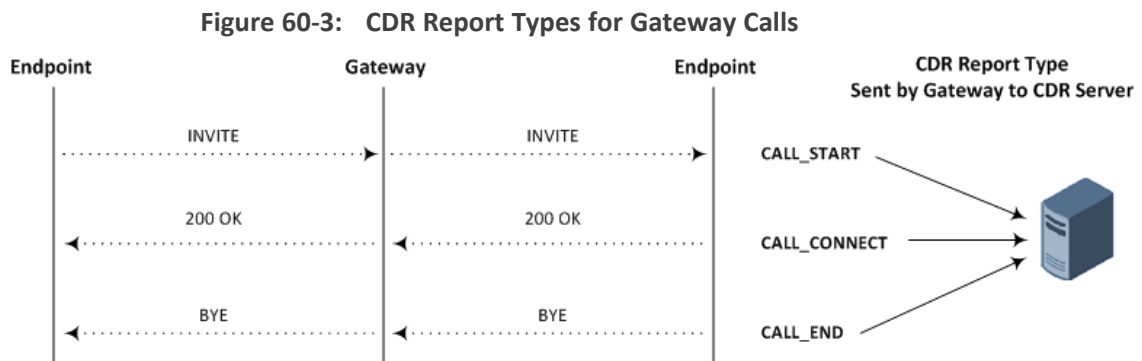 Figure 60-3: CDR Report Types for Gateway Calls
Endpoint Gateway Endpoint CDR Report Type
Sent by Gateway to CDR Server
INVITE INVITE
CALL_START
200 OK 200 OK
CALL_CONNECT
BYE BYE
CALL_END